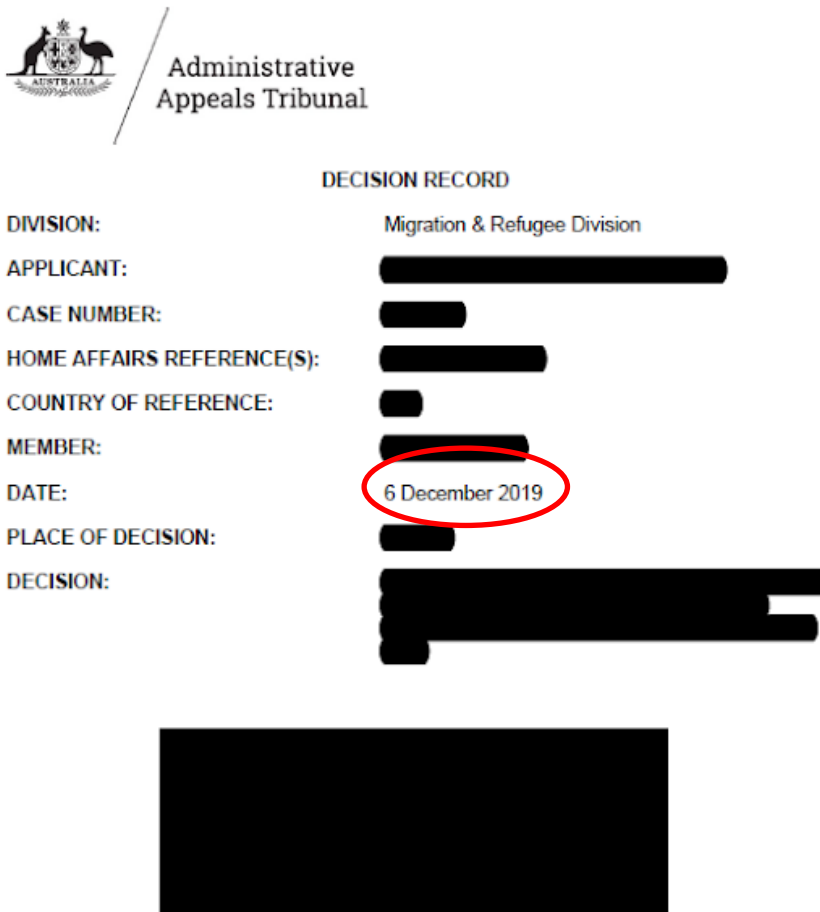 AUSTRALIA
Administrative
Appeals Tribunal
DECISION RECORD
DIVISION: Migration & Refugee Division
APPLICANT:
CASE NUMBER:
HOME AFFAIRS REFERENCE(S):
COUNTRY OF REFERENCE:
MEMBER:
DATE: 6 December 2019
PLACE OF DECISION:
DECISION: